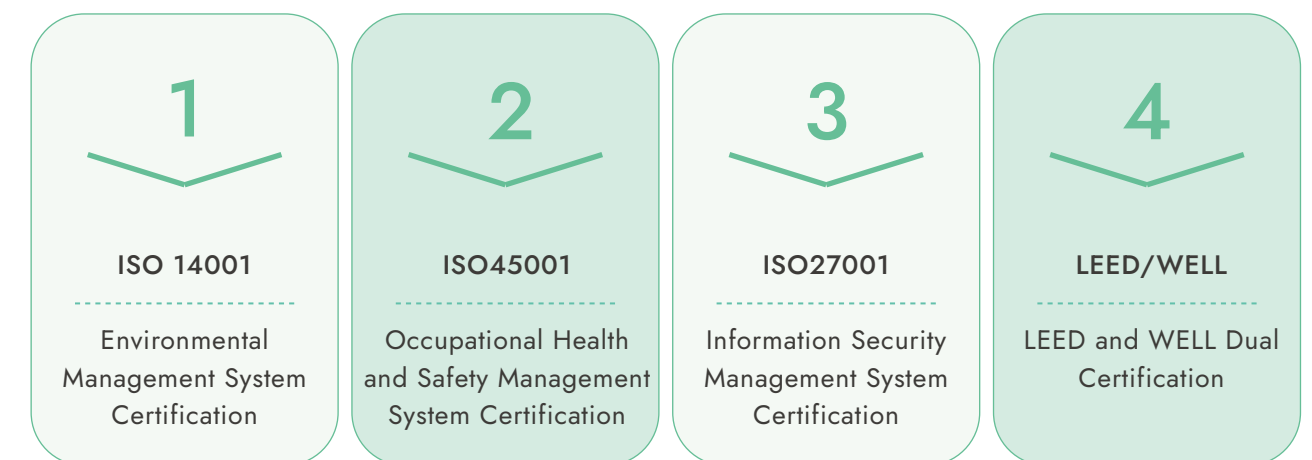 1
ISO 14001
Environmental
Management System
Certification
2
ISO45001
Occupational Health
and Safety Management
System Certification
3
ISO27001
Information Security
Management System
Certification
4
LEED/WELL
LEED and WELL Dual
Certification